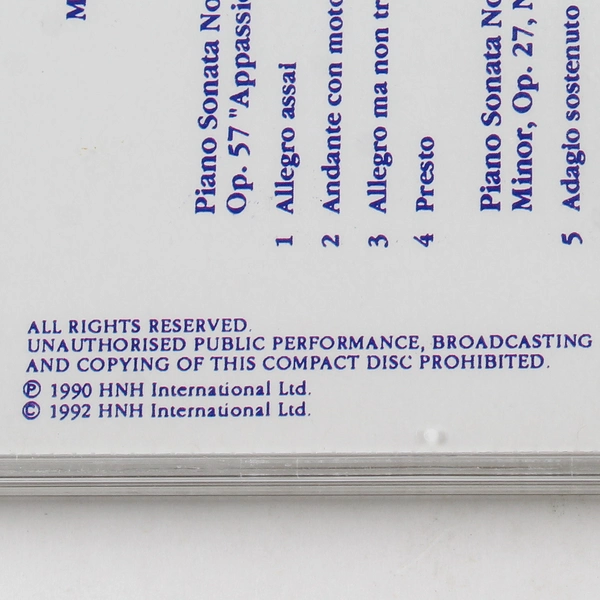 M
Piano Sonata No
Op. 57 "Appassio
1 Allegro assai
2 Andante con moto
3 Allegro ma non tr
4 Presto
Piano Sonata No
Minor, Op. 27, N
5 Adagio sostenuto
ALL RIGHTS RESERVED.
UNAUTHORISED PUBLIC PERFORMANCE, BROADCASTING
AND COPYING OF THIS COMPACT DISC PROHIBITED.
℗ 1990 HNH International Ltd.
© 1992 HNH International Ltd.